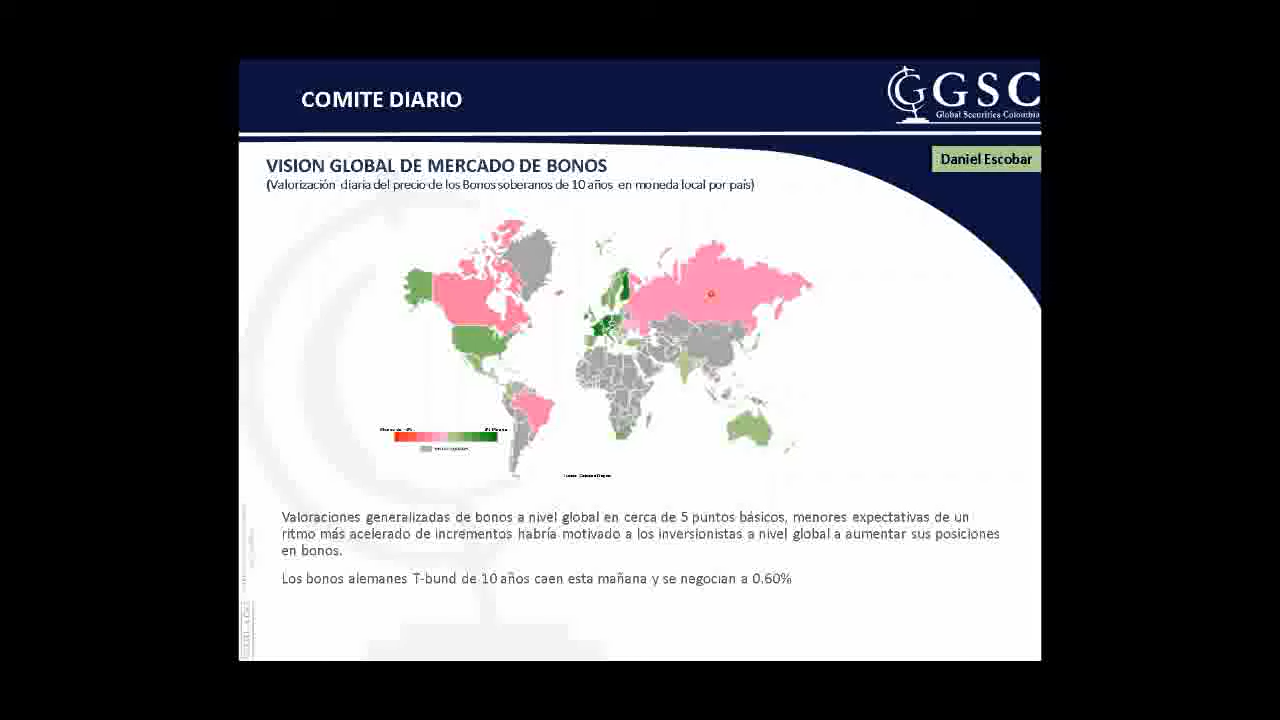 COMITE DIARIO
GSC
Global Securities Colombia
Daniel Escobar
VISION GLOBAL DE MERCADO DE BONOS
(Valorización diaria del precio de los Bonos soberanos de 10 años en moneda local por país)
Valoraciones generalizadas de bonos a nivel global en cerca de 5 puntos básicos, menores expectativas de un
ritmo más acelerado de incrementos habría motivado a los inversionistas a nivel global a aumentar sus posiciones
en bonos.
Los bonos alemanes T-bund de 10 años caen esta mañana y se negocian a 0.60%